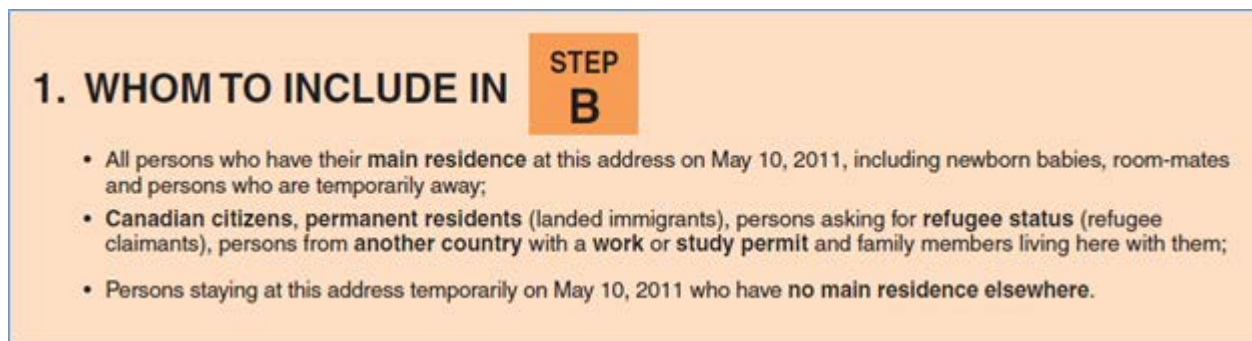 1. WHOM TO INCLUDE IN STEP B
• All persons who have their main residence at this address on May 10, 2011, including newborn babies, room-mates
and persons who are temporarily away;
• Canadian citizens, permanent residents (landed immigrants), persons asking for refugee status (refugee
claimants), persons from another country with a work or study permit and family members living here with them;
• Persons staying at this address temporarily on May 10, 2011 who have no main residence elsewhere.